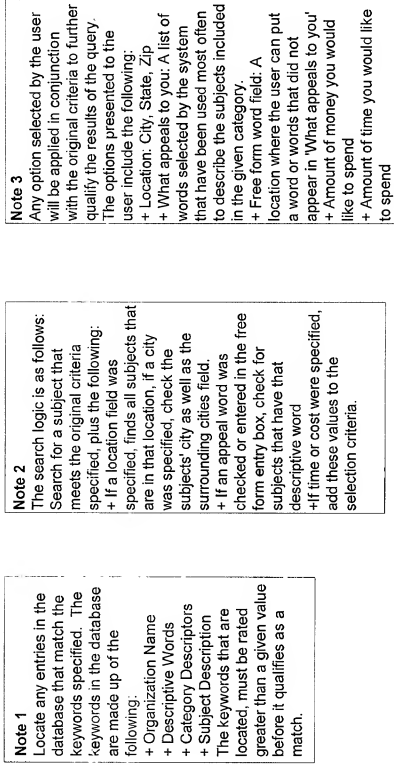 Note 1
Locate any entries in the
database that match the
keywords specified. The
keywords in the database
are made up of the
following:
+ Organization Name
+ Descriptive Words
+ Category Descriptors
+ Subject Description
The keywords that are
located, must be rated
greater than a given value
before it qualifies as a
match.
Note 2
The search logic is as follows:
Search for a subject that
meets the original criteria
specified, plus the following:
+ If a location field was
specified, finds all subjects that
are in that location, if a city
was specified, check the
subjects' city as well as the
surrounding cities field.
+ If an appeal word was
checked or entered in the free
form entry box, check for
subjects that have that
descriptive word
+If time or cost were specified,
add these values to the
selection criteria.
Note 3
Any option selected by the user
will be applied in conjunction
with the original criteria to further
qualify the results of the query.
The options presented to the
user include the following:
+ Location: City, State, Zip
+ What appeals to you: A list of
words selected by the system
that have been used most often
to describe the subjects included
in the given category.
+ Free form word field: A
location where the user can put
a word or words that did not
appear in 'What appeals to you'
+ Amount of money you would
like to spend
+ Amount of time you would like
to spend